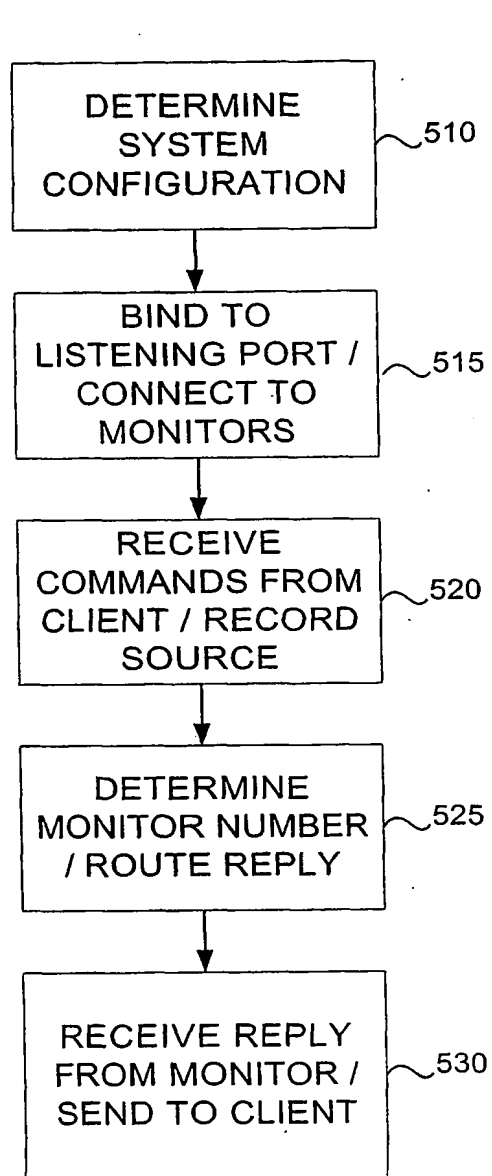 DETERMINE
SYSTEM
CONFIGURATION
510
BIND TO
LISTENING PORT /
CONNECT TO
MONITORS
515
RECEIVE
COMMANDS FROM
CLIENT / RECORD
SOURCE
520
DETERMINE
MONITOR NUMBER
/ ROUTE REPLY
525
RECEIVE REPLY
FROM MONITOR /
SEND TO CLIENT
530